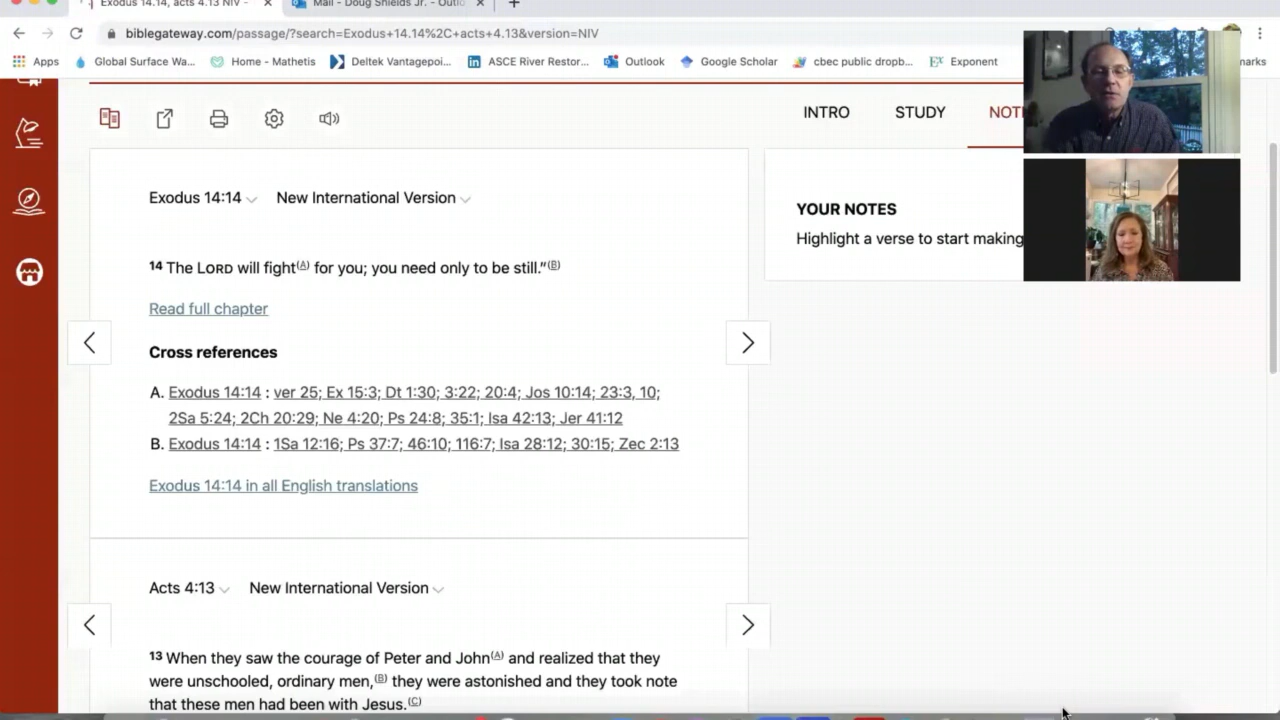 Exodus 14.14, acts 4.13 NIV -
Mail - Doug Shields Jr. - Outlo
biblegateway.com/passage/?search=Exodus+14.14%2C+acts+4.13&version=NIV
Apps Global Surface Wa... Home - Mathetis Deltek Vantagepoi... ASCE River Restor... Outlook Google Scholar cbec public dropb... Exponent marks
INTRO STUDY NOT
Exodus 14:14 New International Version
YOUR NOTES
Highlight a verse to start making
14 The LORD will fight(A) for you; you need only to be still.”(B)
Read full chapter
Cross references
A. Exodus 14:14 : ver 25; Ex 15:3; Dt 1:30; 3:22; 20:4; Jos 10:14; 23:3, 10;
2Sa 5:24; 2Ch 20:29; Ne 4:20; Ps 24:8; 35:1; Isa 42:13; Jer 41:12
B. Exodus 14:14 : 1Sa 12:16; Ps 37:7; 46:10; 116:7; Isa 28:12; 30:15; Zec 2:13
Exodus 14:14 in all English translations
Acts 4:13 New International Version
13 When they saw the courage of Peter and John(A) and realized that they
were unschooled, ordinary men,(B) they were astonished and they took note
that these men had been with Jesus.(C)